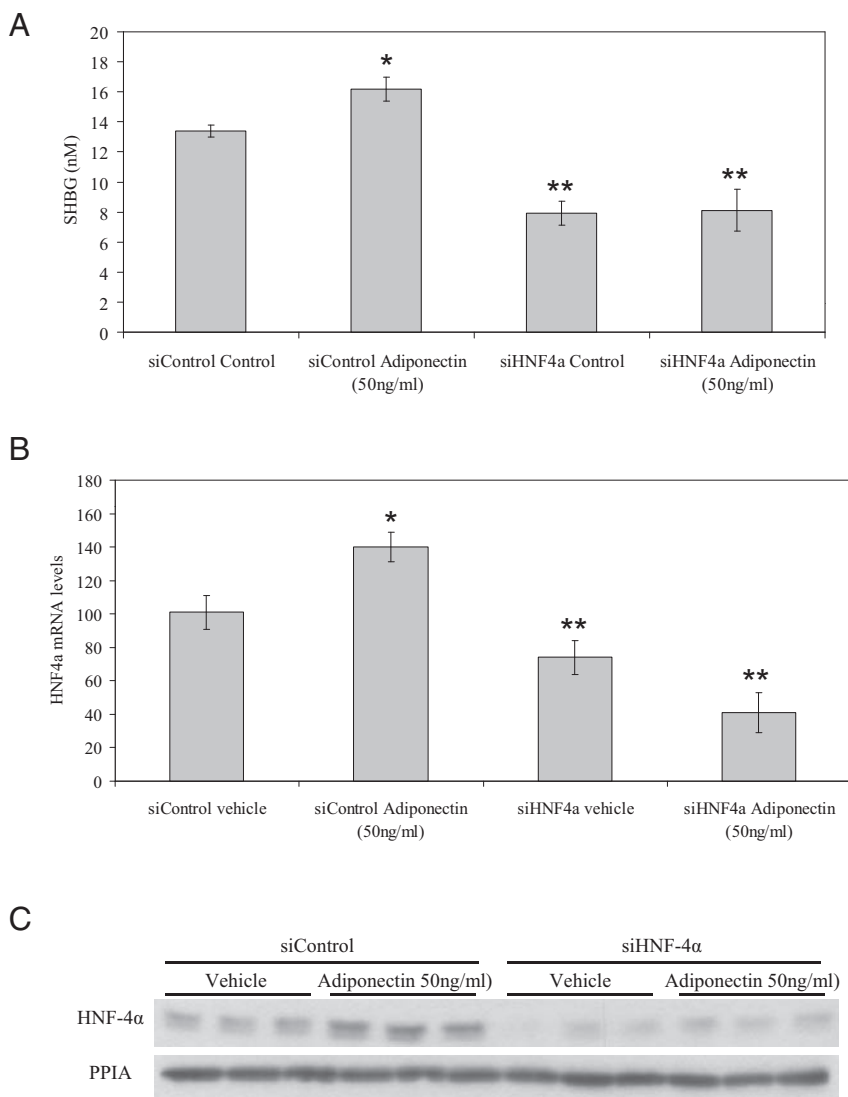 A
20
18
16
14
12
10
8
6
4
2
0
SHBG (nM)
*
**
**
siControl Control
siControl Adiponectin
(50ng/ml)
siHNF4a Control
siHNF4a Adiponectin
(50ng/ml)
B
180
160
140
120
100
80
60
40
20
0
HNF4a mRNA levels
*
**
**
siControl vehicle
siControl Adiponectin
(50ng/ml)
siHNF4a vehicle
siHNF4a Adiponectin
(50ng/ml)
C
siControl
siHNF-4α
Vehicle
Adiponectin 50ng/ml)
Vehicle
Adiponectin 50ng/ml)
HNF-4α
PPIA